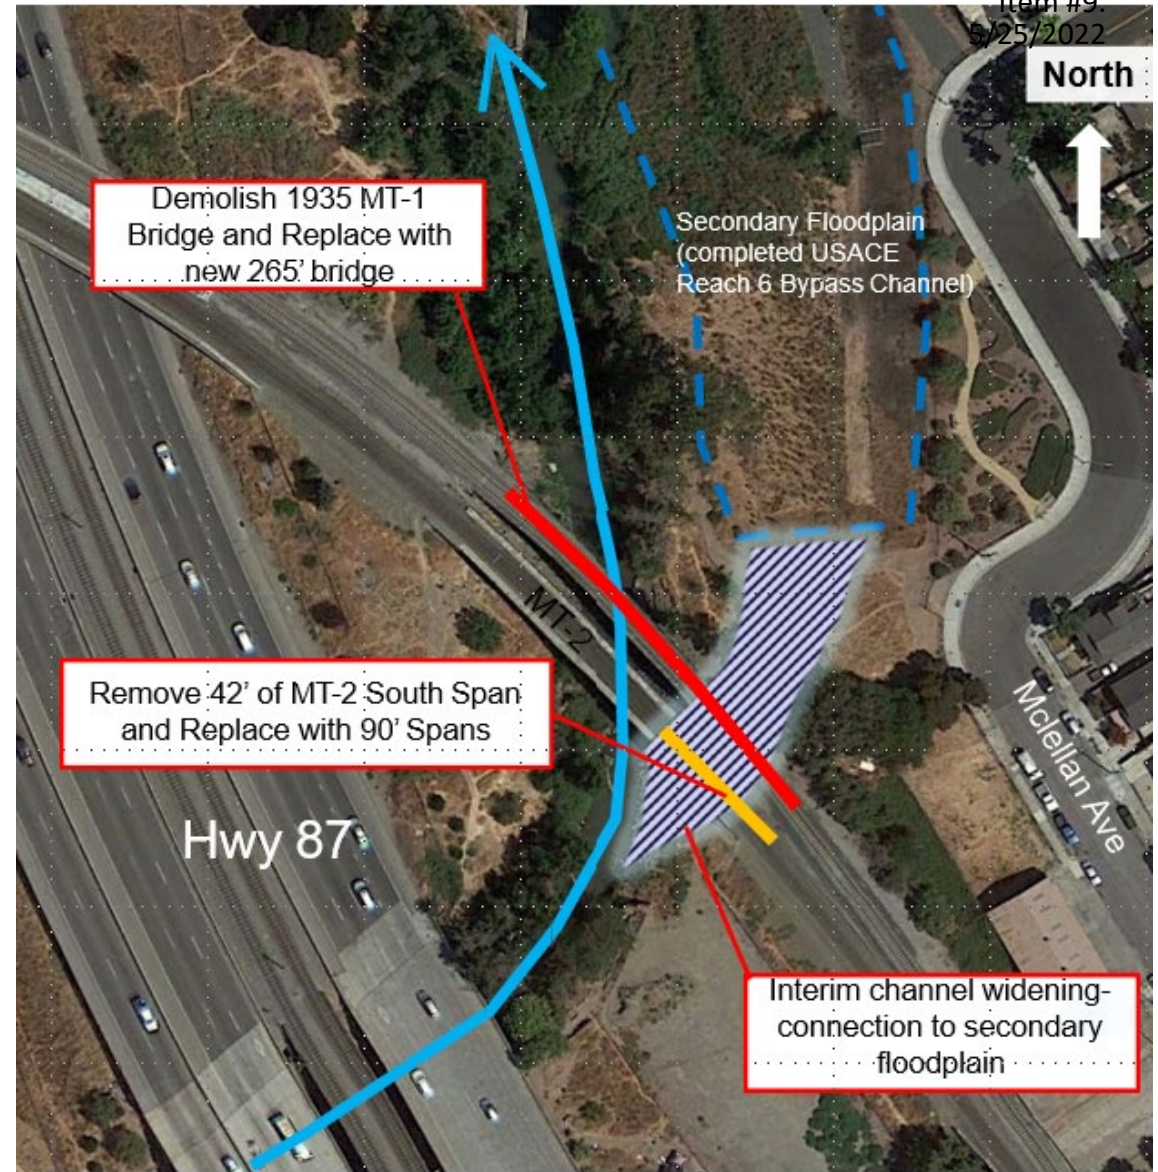 Item #9.
5/25/2022
North
Demolish 1935 MT-1
Bridge and Replace with
new 265’ bridge
Secondary Floodplain
(completed USACE
Reach 6 Bypass Channel)
MT-2
Remove 42’ of MT-2 South Span
and Replace with 90’ Spans
Mclellan Ave
Hwy 87
Interim channel widening-
connection to secondary
floodplain